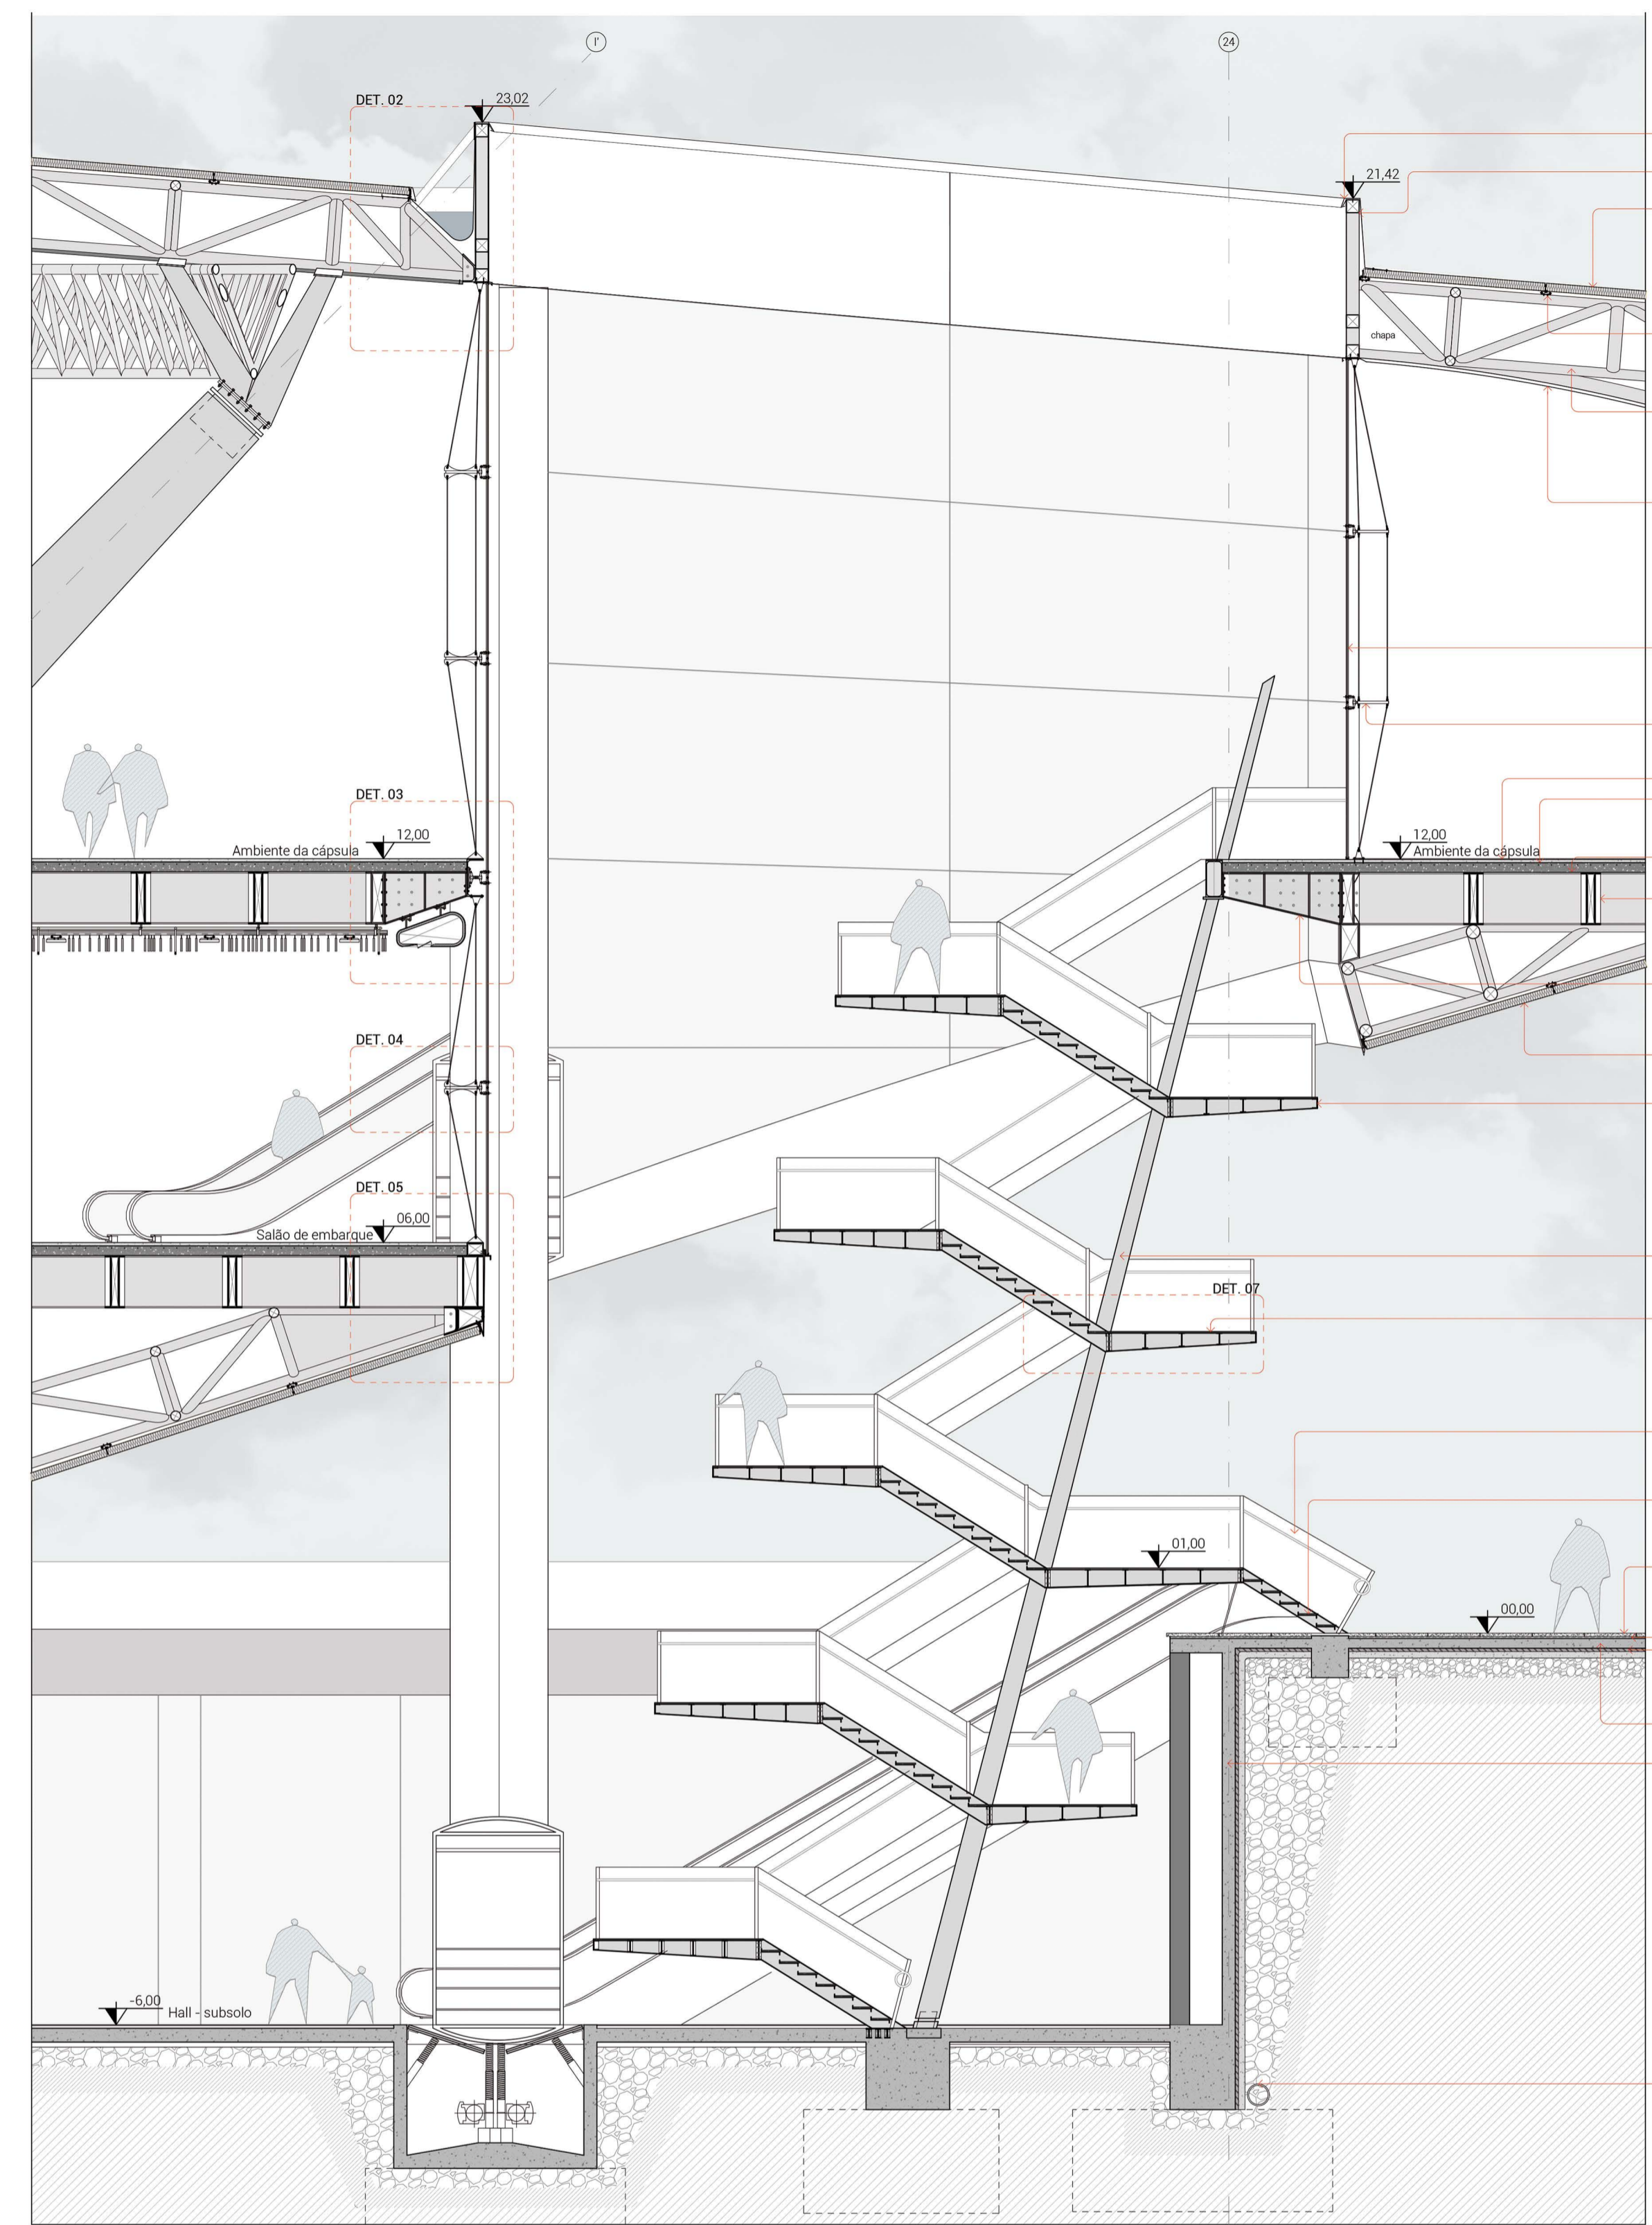 I'
24
DET. 02
23,02
21,42
chapa
DET. 03
12,00
Ambiente da cápsula
12,00
Ambiente da cápsula
DET. 04
DET. 05
06,00
Salão de embarque
DET. 07
01,00
00,00
-6,00
Hall - subsolo